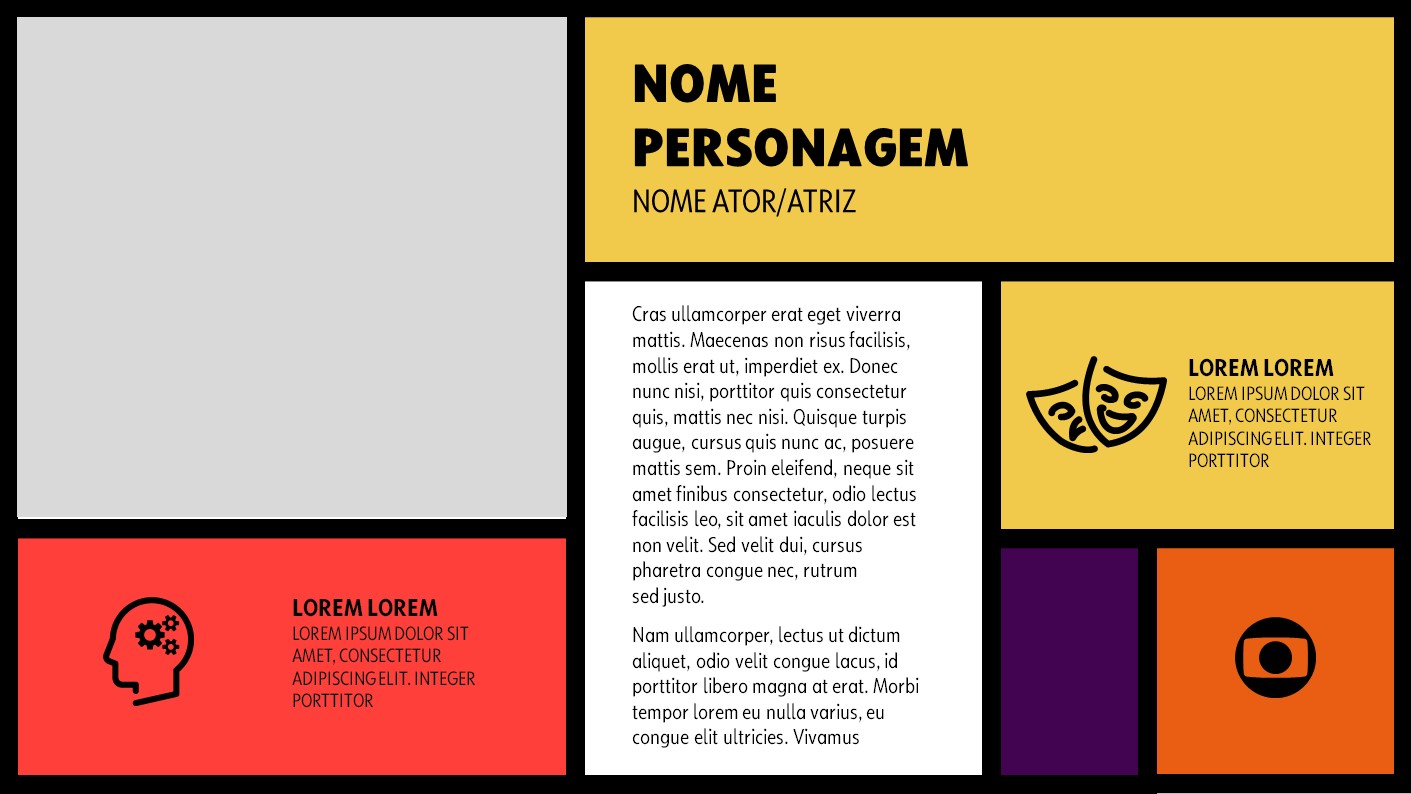 NOME
PERSONAGEM
NOME ATOR/ATRIZ
Cras ullamcorper erat eget viverra
mattis. Maecenas non risus facilisis,
mollis erat ut, imperdiet ex. Donec
nunc nisi, porttitor quis consectetur
quis, mattis nec nisi. Quisque turpis
augue, cursus quis nunc ac, posuere
mattis sem. Proin eleifend, neque sit
amet finibus consectetur, odio lectus
facilisis leo, sit amet iaculis dolor est
non velit. Sed velit dui, cursus
pharetra congue nec, rutrum
sed justo.
Nam ullamcorper, lectus ut dictum
aliquet, odio velit congue lacus, id
porttitor libero magna at erat. Morbi
tempor lorem eu nulla varius, eu
congue elit ultricies. Vivamus
LOREM LOREM
LOREM IPSUM DOLOR SIT
AMET, CONSECTETUR
ADIPISCING ELIT. INTEGER
PORTTITOR
LOREM LOREM
LOREM IPSUM DOLOR SIT
AMET, CONSECTETUR
ADIPISCING ELIT. INTEGER
PORTTITOR